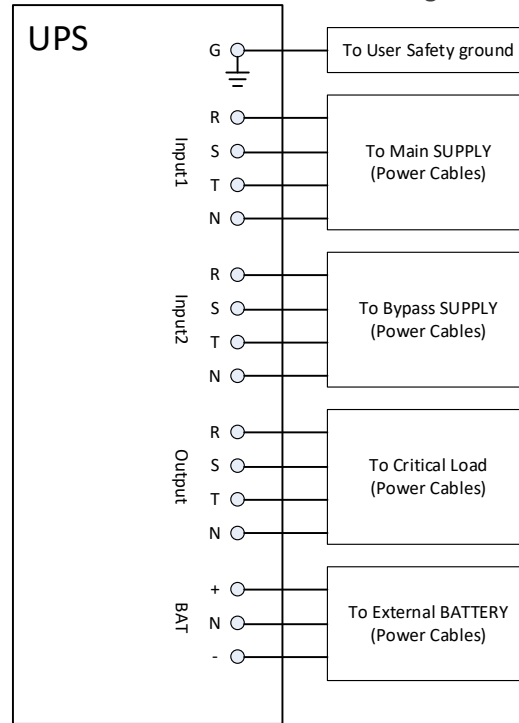 UPS
G
To User Safety ground
R
S
T
N
Input1
To Main SUPPLY
(Power Cables)
R
S
T
N
Input2
To Bypass SUPPLY
(Power Cables)
R
S
T
N
Output
To Critical Load
(Power Cables)
+
N
-
BAT
To External BATTERY
(Power Cables)